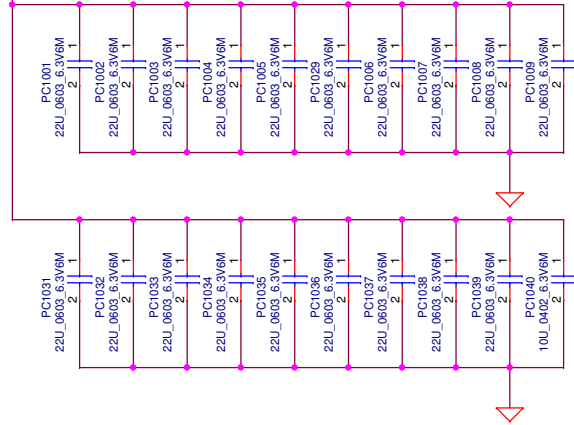 PC1001
22U_0603_6.3V6M
2 1
PC1002
22U_0603_6.3V6M
2 1
PC1003
22U_0603_6.3V6M
2 1
PC1004
22U_0603_6.3V6M
2 1
PC1005
22U_0603_6.3V6M
2 1
PC1029
22U_0603_6.3V6M
2 1
PC1006
22U_0603_6.3V6M
2 1
PC1007
22U_0603_6.3V6M
2 1
PC1008
22U_0603_6.3V6M
2 1
PC1009
22U_0603_6.3V6M
2 1
PC1031
22U_0603_6.3V6M
2 1
PC1032
22U_0603_6.3V6M
2 1
PC1033
22U_0603_6.3V6M
2 1
PC1034
22U_0603_6.3V6M
2 1
PC1035
22U_0603_6.3V6M
2 1
PC1036
22U_0603_6.3V6M
2 1
PC1037
22U_0603_6.3V6M
2 1
PC1038
22U_0603_6.3V6M
2 1
PC1039
22U_0603_6.3V6M
2 1
PC1040
10U_0402_6.3V6M
2 1